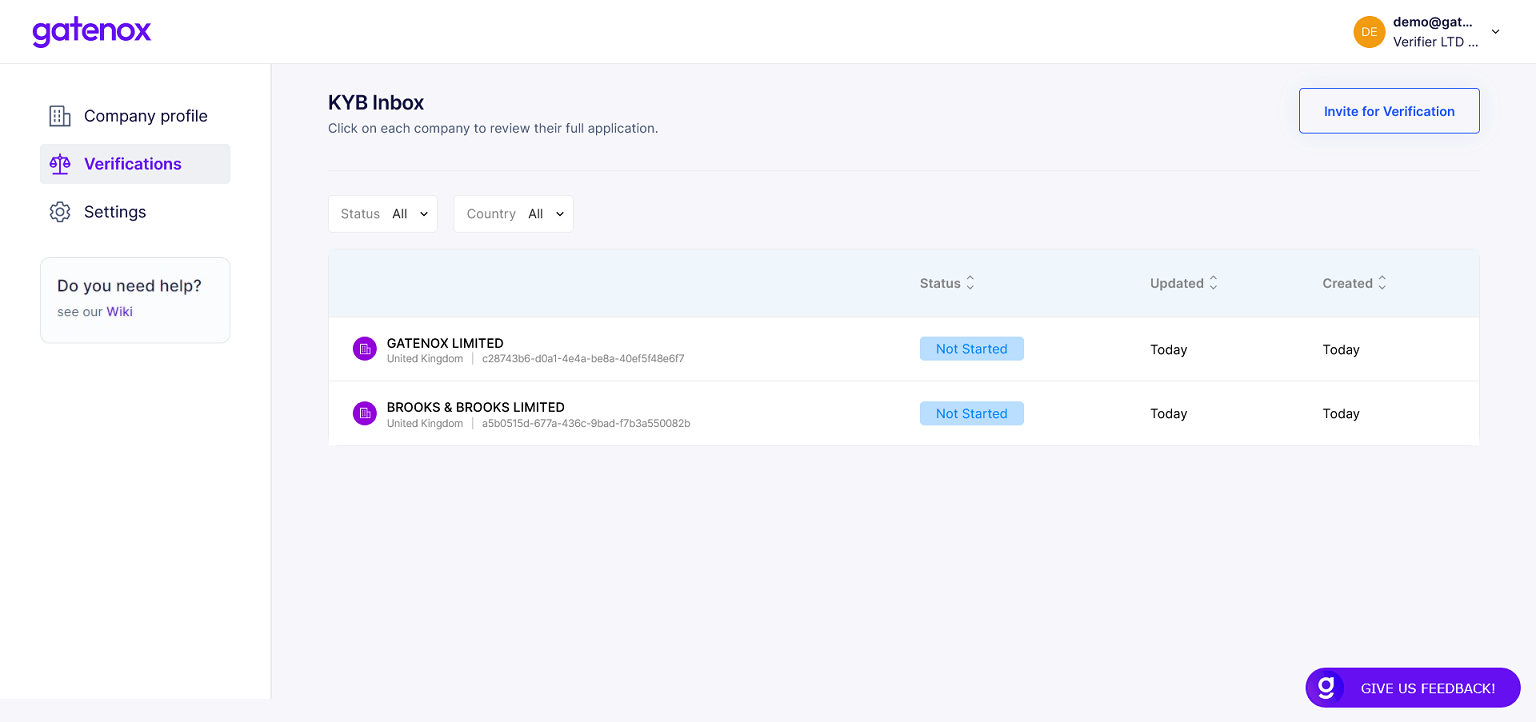 gatenox
DE
demo@gat...
Verifier LTD ...
Company profile
Verifications
Settings
Do you need help?
see our Wiki
KYB Inbox
Click on each company to review their full application.
Invite for Verification
Status All
Country All
Status Updated Created
GATENOX LIMITED
United Kingdom | c28743b6-d0a1-4e4a-be8a-40ef5f48e6f7
Not Started Today Today
BROOKS & BROOKS LIMITED
United Kingdom | a5b0515d-677a-436c-9bad-f7b3a550082b
Not Started Today Today
g GIVE US FEEDBACK!